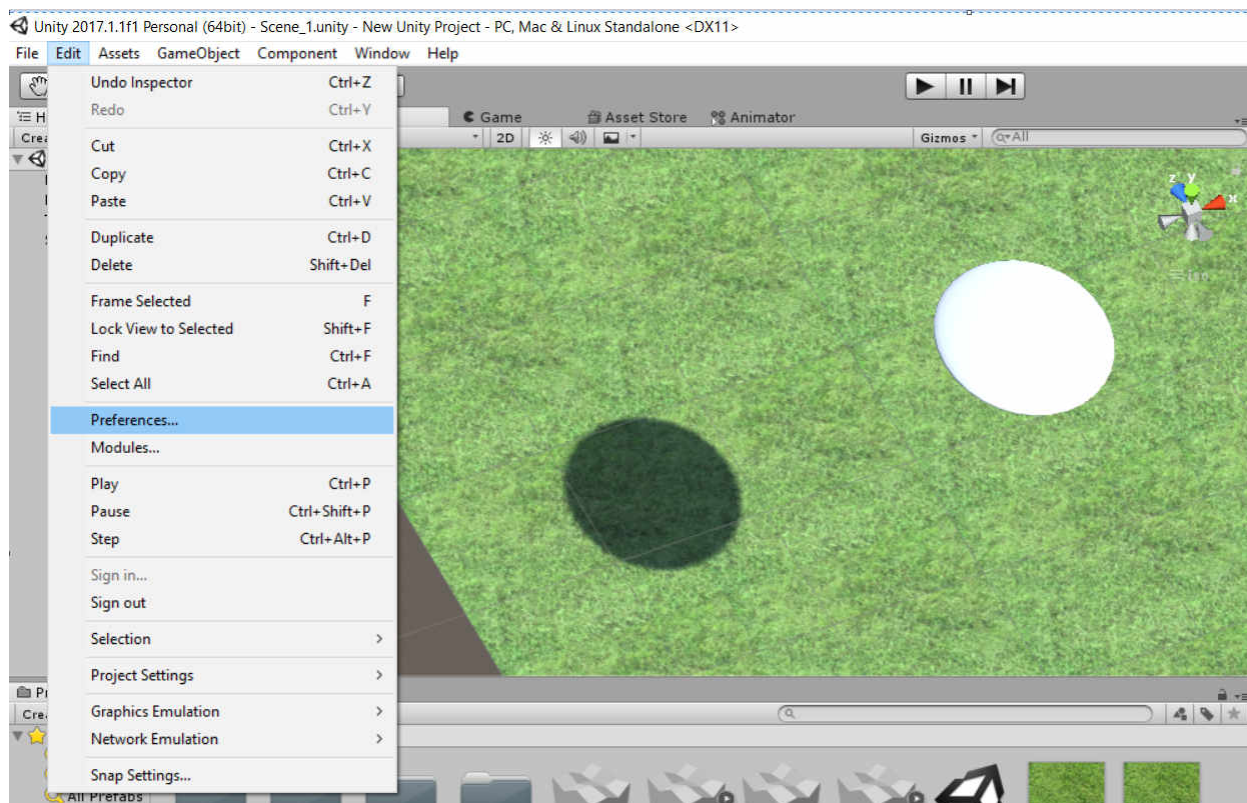 Unity 2017.1.1f1 Personal (64bit) - Scene_1.unity - New Unity Project - PC, Mac & Linux Standalone <DX11>
File Edit Assets GameObject Component Window Help
Undo Inspector Ctrl+Z
Redo Ctrl+Y
Game Asset Store Animator
2D Gizmos All
Cut Ctrl+X
Copy Ctrl+C
Paste Ctrl+V
z y x
Duplicate Ctrl+D
Delete Shift+Del
Iso
Frame Selected F
Lock View to Selected Shift+F
Find Ctrl+F
Select All Ctrl+A
Preferences...
Modules...
Play Ctrl+P
Pause Ctrl+Shift+P
Step Ctrl+Alt+P
Sign in...
Sign out
Selection >
Project Settings >
Graphics Emulation >
Network Emulation >
Snap Settings...
All Prefabs